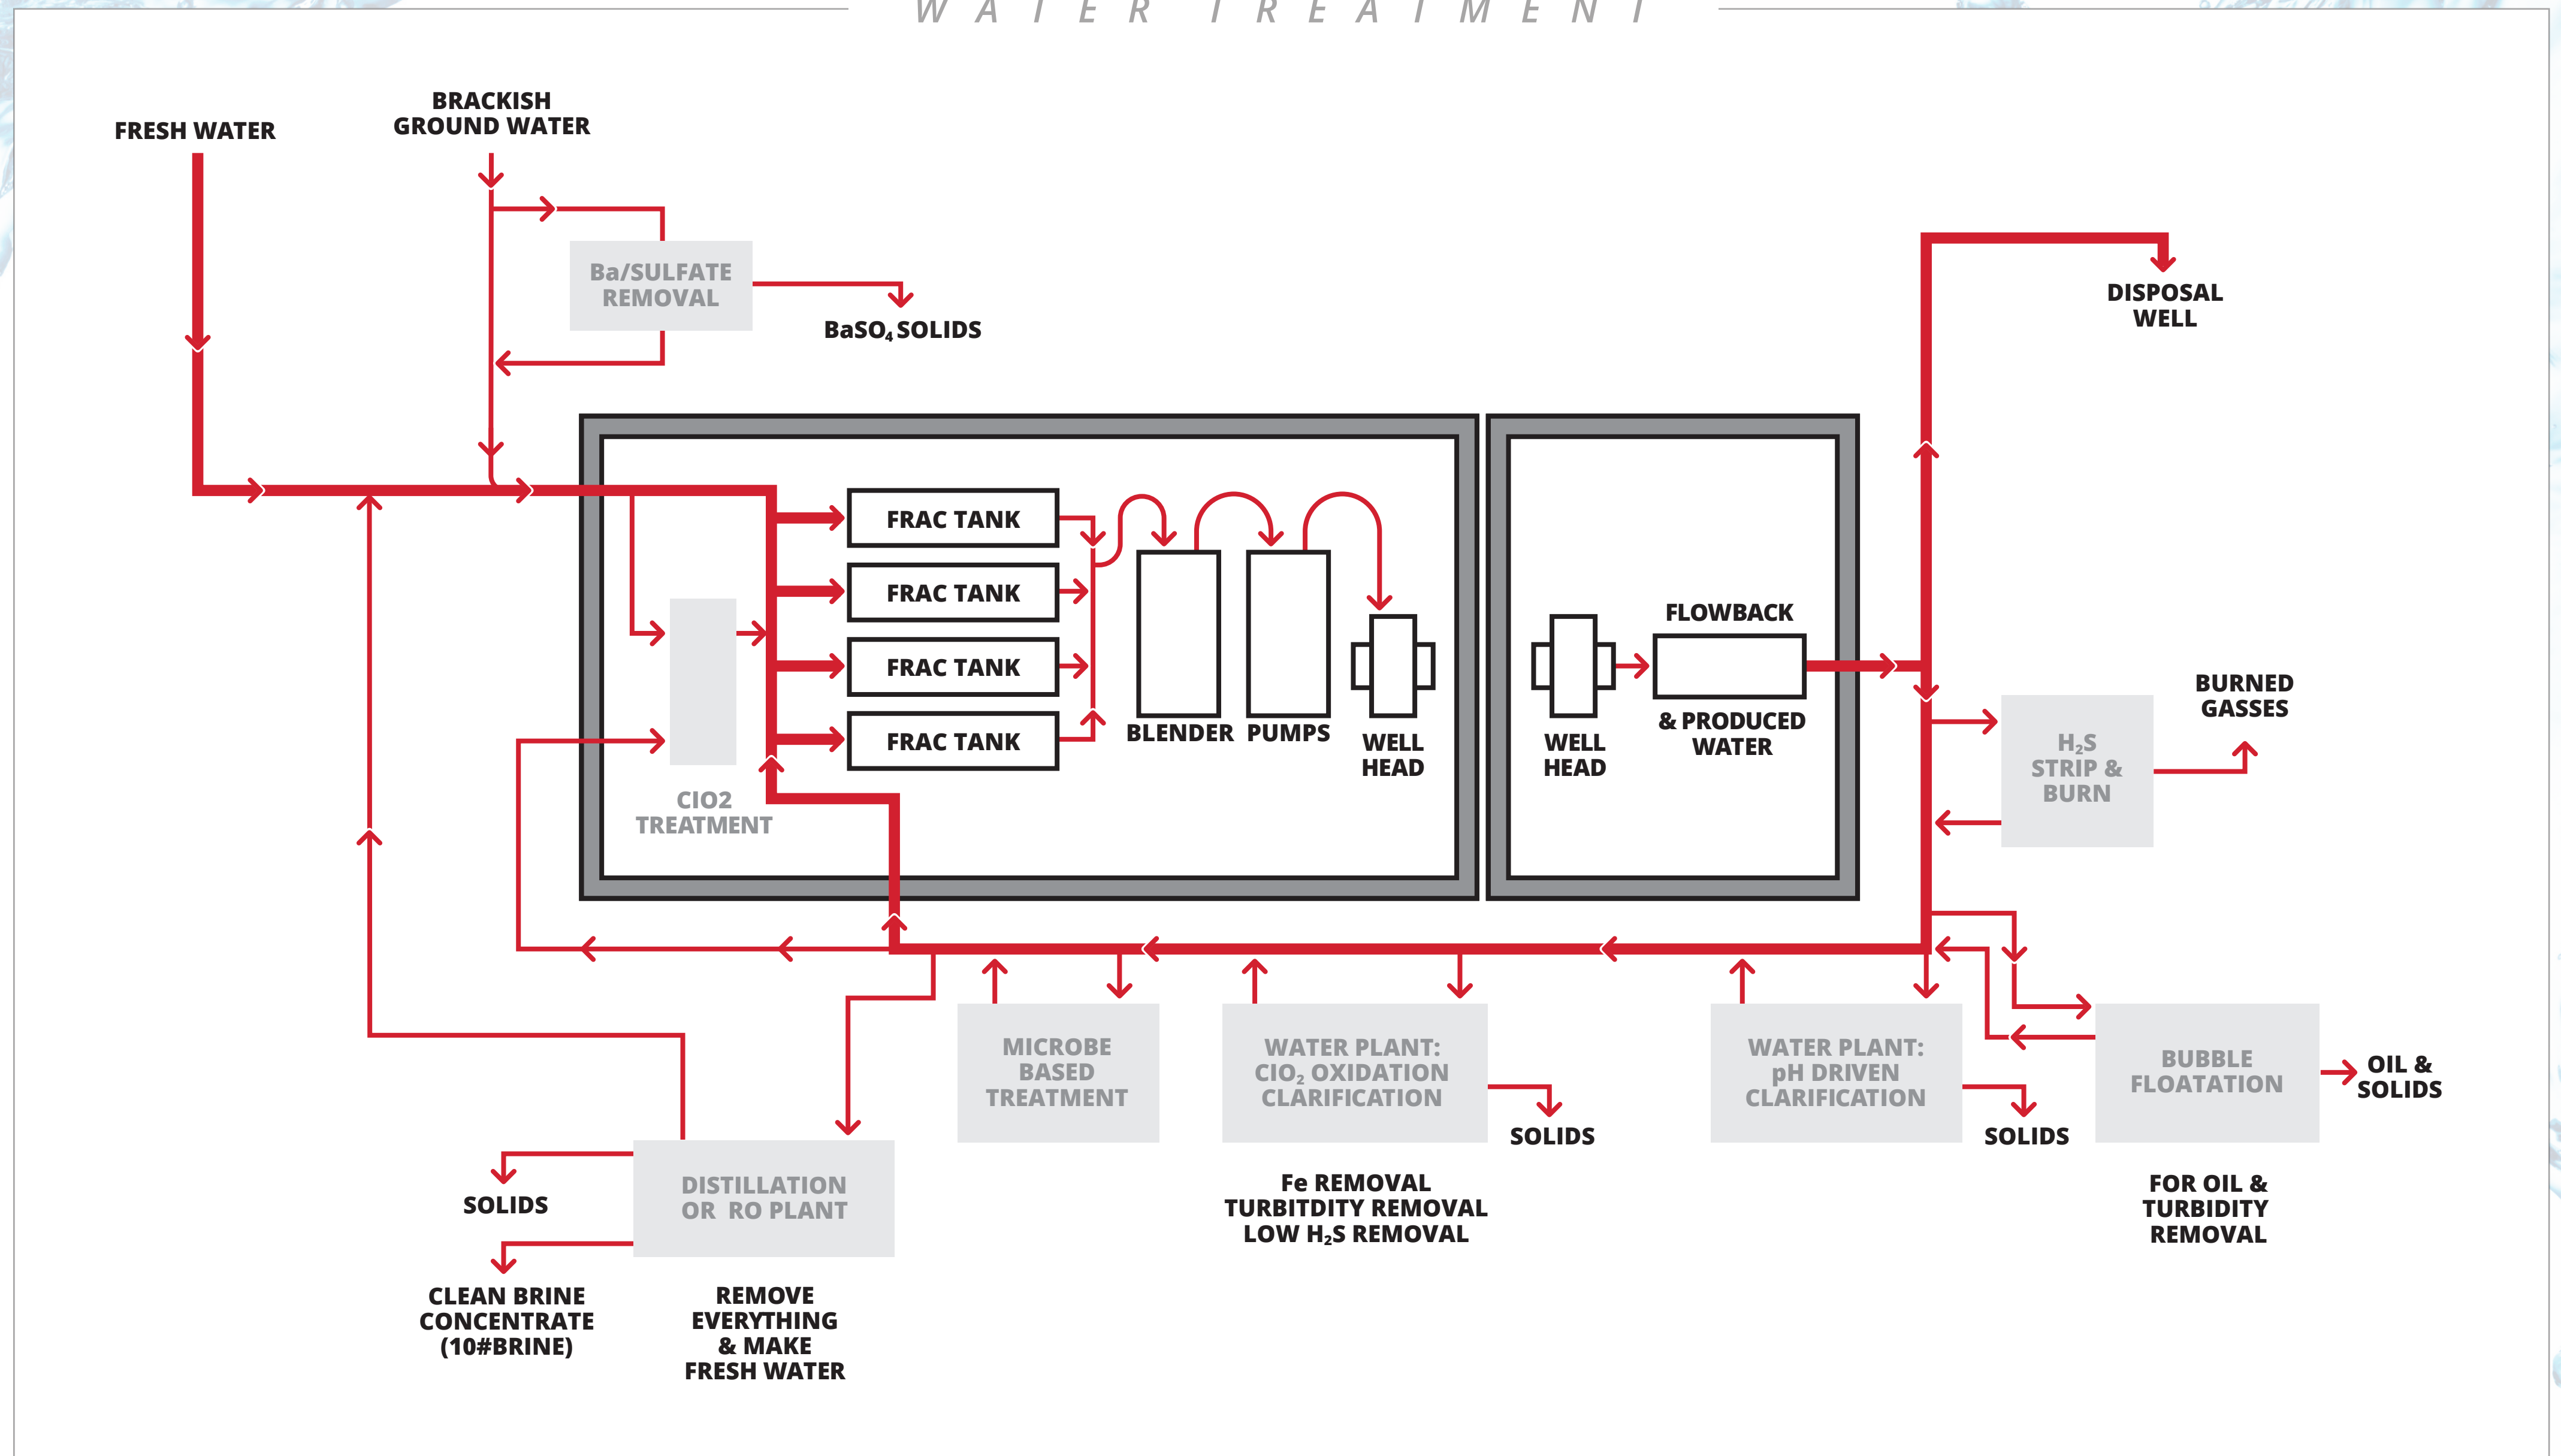 WATER TREATMENT
FRESH WATER
BRACKISH
GROUND WATER
Ba/SULFATE
REMOVAL
BaSO₄ SOLIDS
DISPOSAL
WELL
FRAC TANK
FRAC TANK
FRAC TANK
FRAC TANK
BLENDER
PUMPS
WELL
HEAD
WELL
HEAD
FLOWBACK
& PRODUCED
WATER
CIO2
TREATMENT
BURNED
GASSES
H₂S
STRIP &
BURN
MICROBE
BASED
TREATMENT
WATER PLANT:
CIO₂ OXIDATION
CLARIFICATION
SOLIDS
Fe REMOVAL
TURBITDITY REMOVAL
LOW H₂S REMOVAL
WATER PLANT:
pH DRIVEN
CLARIFICATION
SOLIDS
BUBBLE
FLOATATION
OIL &
SOLIDS
FOR OIL &
TURBIDITY
REMOVAL
DISTILLATION
OR RO PLANT
SOLIDS
CLEAN BRINE
CONCENTRATE
(10#BRINE)
REMOVE
EVERYTHING
& MAKE
FRESH WATER